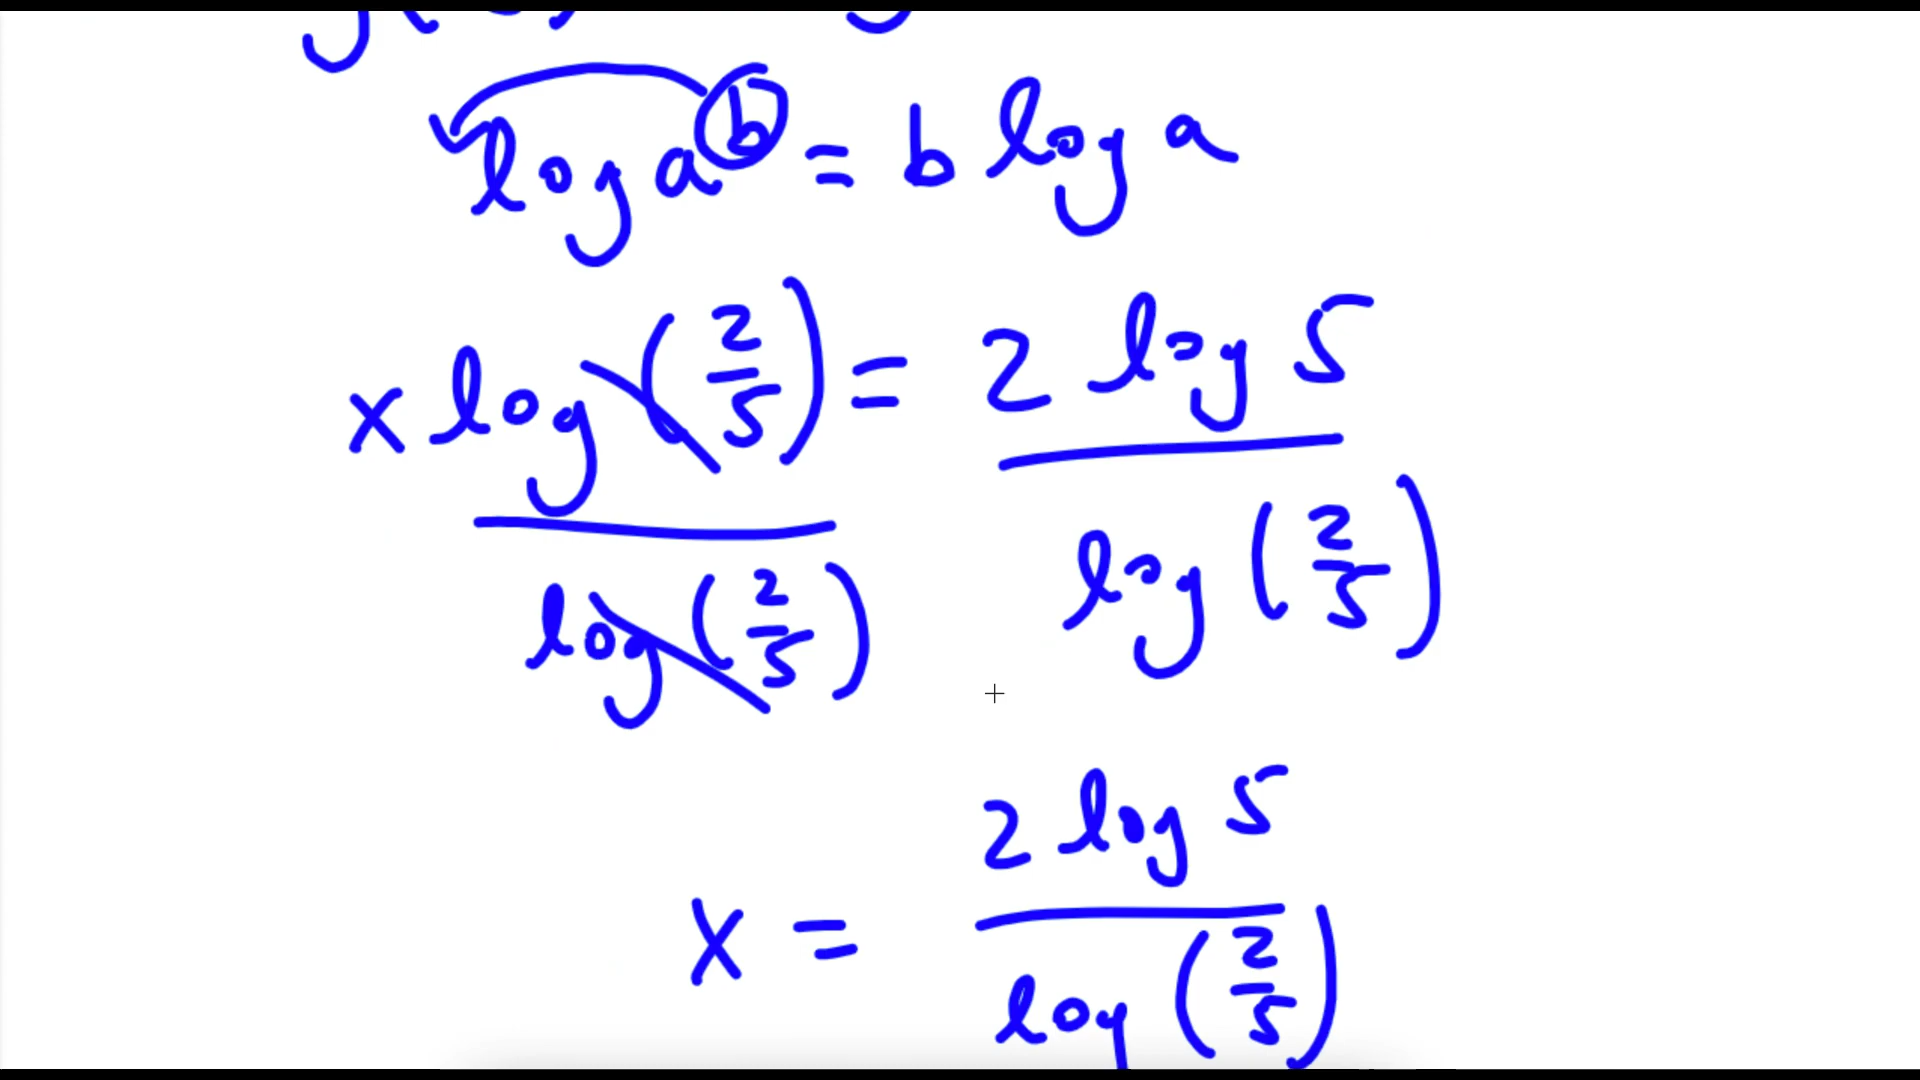 log a^b = b log a
x log (2/5) = 2 log 5
log (2/5) log (2/5)
x = 2 log 5 / log (2/5)